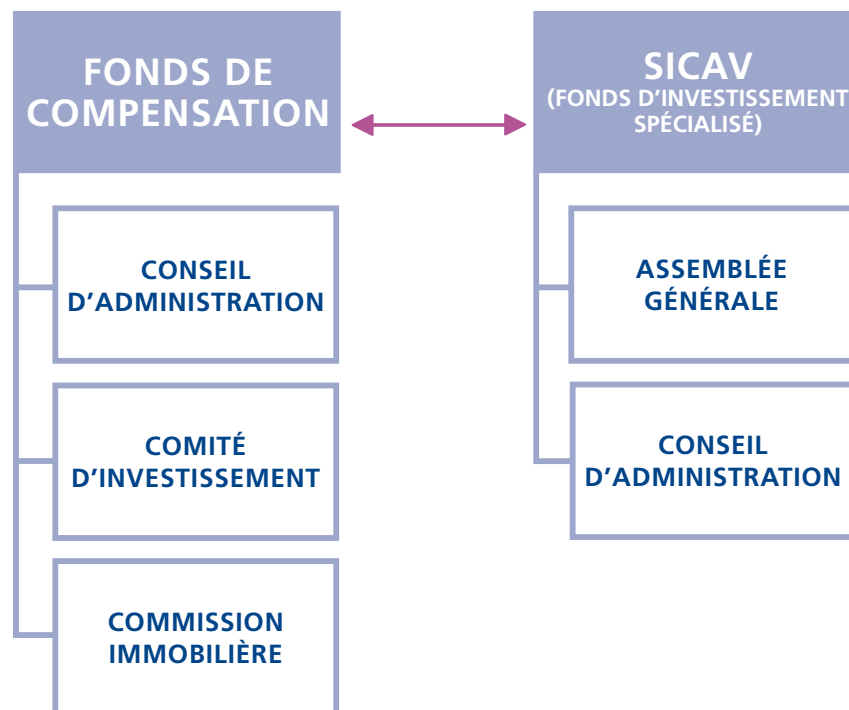 FONDS DE
COMPENSATION
CONSEIL
D’ADMINISTRATION
COMITÉ
D’INVESTISSEMENT
COMMISSION
IMMOBILIÈRE
SICAV
(FONDS D’INVESTISSEMENT
SPÉCIALISÉ)
ASSEMBLÉE
GÉNÉRALE
CONSEIL
D’ADMINISTRATION